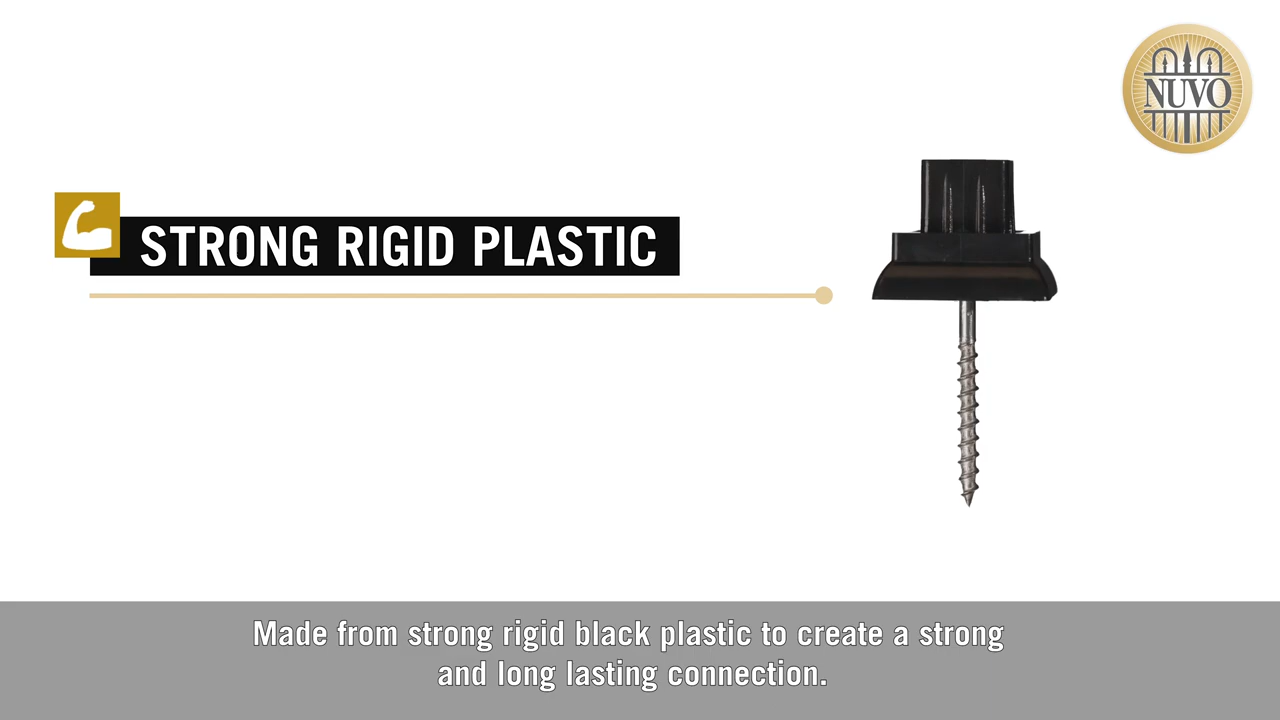 NUVO
STRONG RIGID PLASTIC
Made from strong rigid black plastic to create a strong
and long lasting connection.